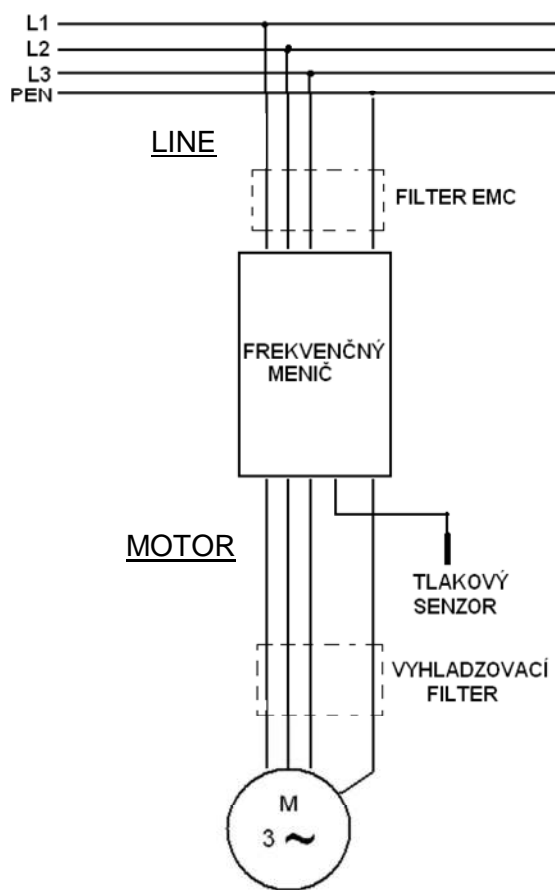 L1
L2
L3
PEN
LINE
FILTER EMC
FREKVENČNÝ
MENIČ
MOTOR
TLAKOVÝ
SENZOR
VYHLADZOVACÍ
FILTER
M
3 ~